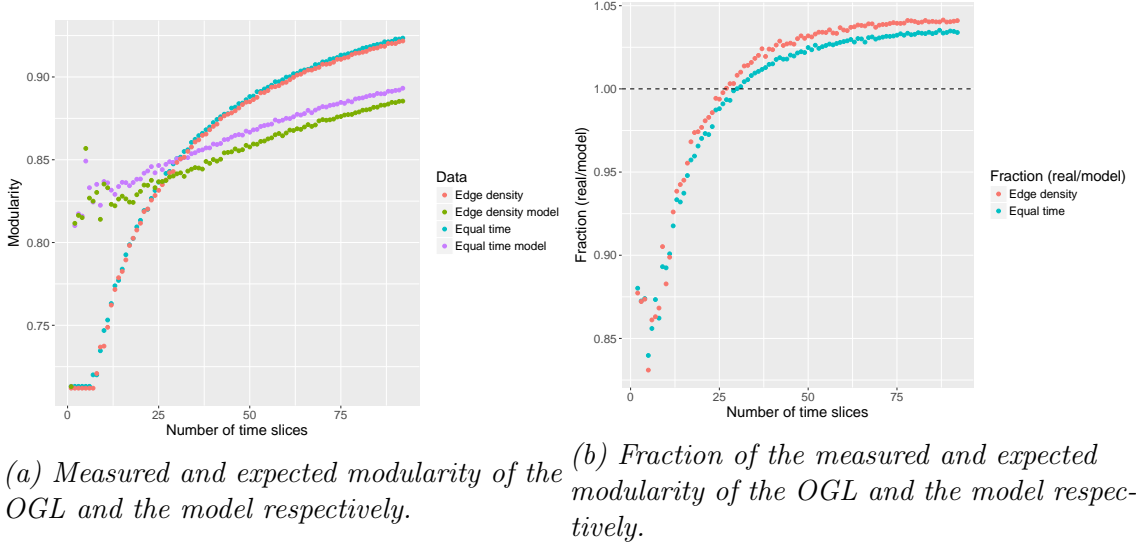 0.90
0.85
0.80
0.75
Modularity
0
25
50
75
Number of time slices
Data
Edge density
Edge density model
Equal time
Equal time model
(a) Measured and expected modularity of the
OGL and the model respectively.
1.05
1.00
0.95
0.90
0.85
Fraction (real/model)
0
25
50
75
Number of time slices
Fraction (real/model)
Edge density
Equal time
(b) Fraction of the measured and expected
modularity of the OGL and the model respec-
tively.